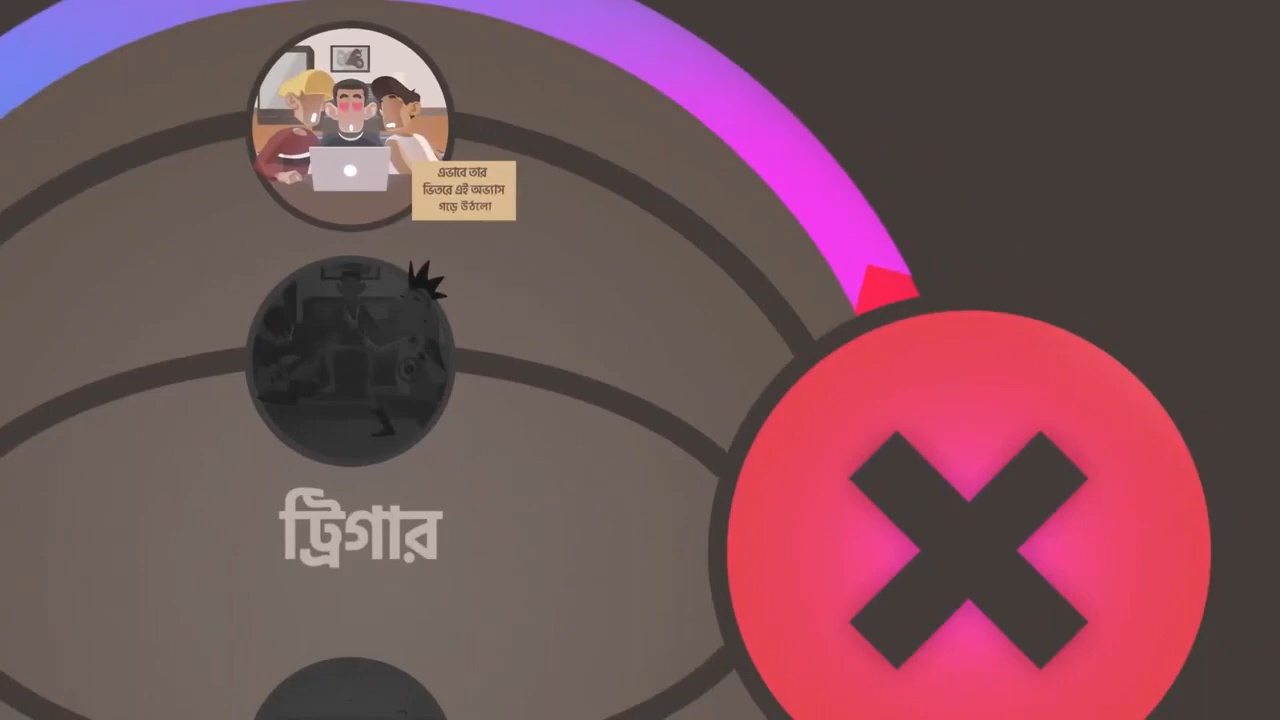 এভাবে তার
ভিতরে এই অভ্যাস
গড়ে উঠলো
ট্রিগার